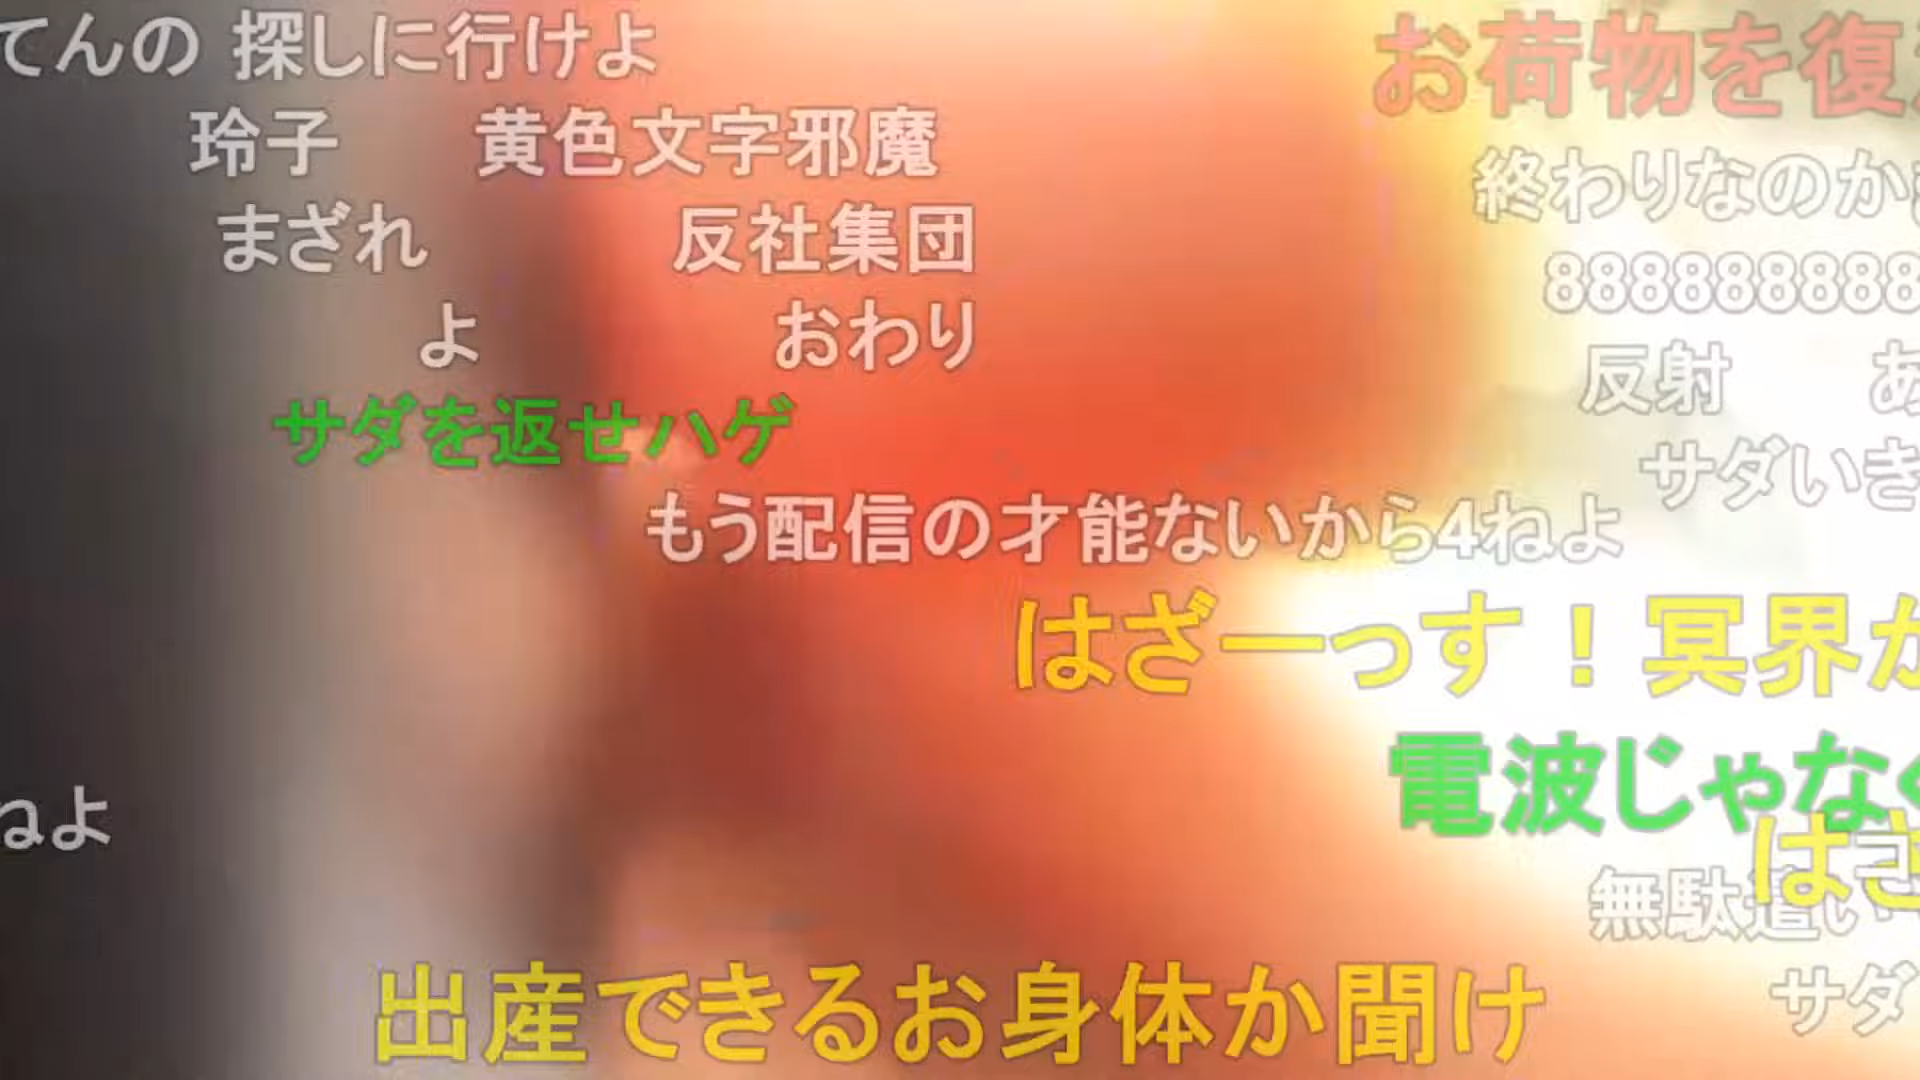 てんの 探しに行けよ
お荷物を復
玲子 黄色文字邪魔
終わりなのか
まざれ 反社集団
888888888
よ おわり
反射 あ
サダを返せハゲ
サダいき
もう配信の才能ないから4ねよ
はざーっす！冥界か
電波じゃなく
ねよ
はざ
無駄遣い
出産できるお身体か聞け
サダ